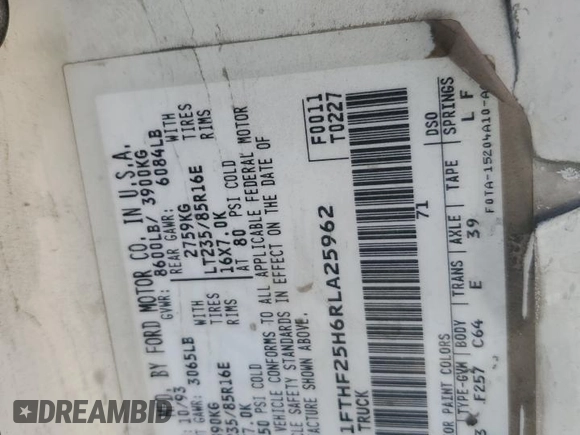 D. BY FORD MOTOR CO. IN U.S.A.
: 10/93 GVWR: 8600LB/ 3900KG
GAWR: 3065LB REAR GAWR: 6084LB
90KG WITH 2759KG WITH
35/85R16E TIRES LT235/85R16E TIRES
7.0K RIMS 16X7.0K RIMS
50 PSI COLD AT 80 PSI COLD
VEHICLE CONFORMS TO ALL APPLICABLE FEDERAL MOTOR
LE SAFETY STANDARDS IN EFFECT ON THE DATE OF
FACTURE SHOWN ABOVE.
1FTHF25H6RLA25962 F0011
TRUCK T0227
71
OR PAINT COLORS DSO
TYPE-GVW BODY TRANS AXLE TAPE SPRINGS
F257 C64 E 39 L F
F0TA-15204A10-A
DREAMBID